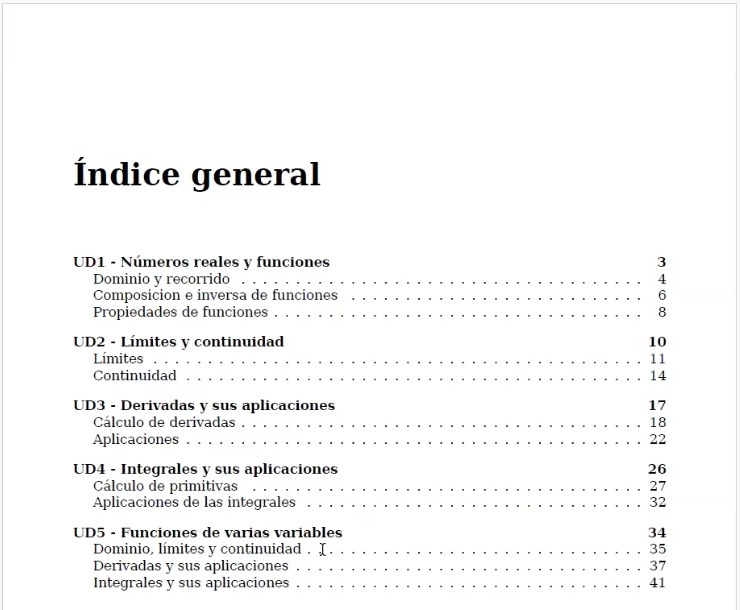 Índice general
UD1 - Números reales y funciones 3
Dominio y recorrido . . . . . . . . . . . . . . . . . . . . . . . . . . . . . . 4
Composicion e inversa de funciones . . . . . . . . . . . . . . . . . . . . . . 6
Propiedades de funciones . . . . . . . . . . . . . . . . . . . . . . . . . . . 8
UD2 - Límites y continuidad 10
Límites . . . . . . . . . . . . . . . . . . . . . . . . . . . . . . . . . . . . 11
Continuidad . . . . . . . . . . . . . . . . . . . . . . . . . . . . . . . . . . 14
UD3 - Derivadas y sus aplicaciones 17
Cálculo de derivadas . . . . . . . . . . . . . . . . . . . . . . . . . . . . . . 18
Aplicaciones . . . . . . . . . . . . . . . . . . . . . . . . . . . . . . . . . . 22
UD4 - Integrales y sus aplicaciones 26
Cálculo de primitivas . . . . . . . . . . . . . . . . . . . . . . . . . . . . . 27
Aplicaciones de las integrales . . . . . . . . . . . . . . . . . . . . . . . . . 32
UD5 - Funciones de varias variables 34
Dominio, límites y continuidad . . . . . . . . . . . . . . . . . . . . . . . . . 35
Derivadas y sus aplicaciones . . . . . . . . . . . . . . . . . . . . . . . . . . 37
Integrales y sus aplicaciones . . . . . . . . . . . . . . . . . . . . . . . . . . 41